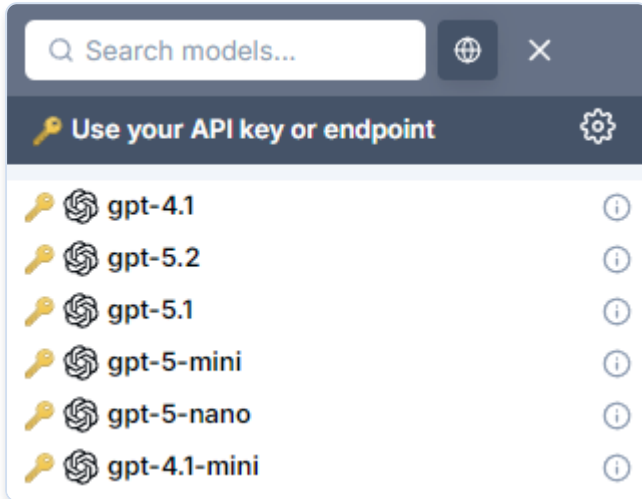 Search models...
Use your API key or endpoint
gpt-4.1
gpt-5.2
gpt-5.1
gpt-5-mini
gpt-5-nano
gpt-4.1-mini